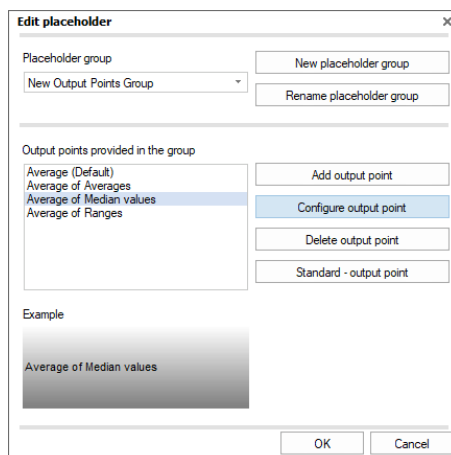 Edit placeholder
Placeholder group
New Output Points Group
New placeholder group
Rename placeholder group
Output points provided in the group
Average (Default)
Average of Averages
Average of Median values
Average of Ranges
Add output point
Configure output point
Delete output point
Standard - output point
Example
Average of Median values
OK
Cancel